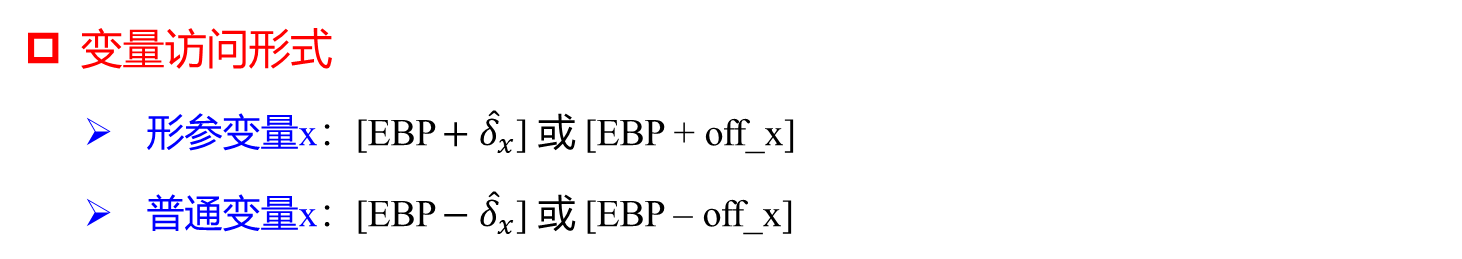 变量访问形式
形参变量x：[EBP + δ̂ₓ] 或 [EBP + off_x]
普通变量x：[EBP − δ̂ₓ] 或 [EBP – off_x]